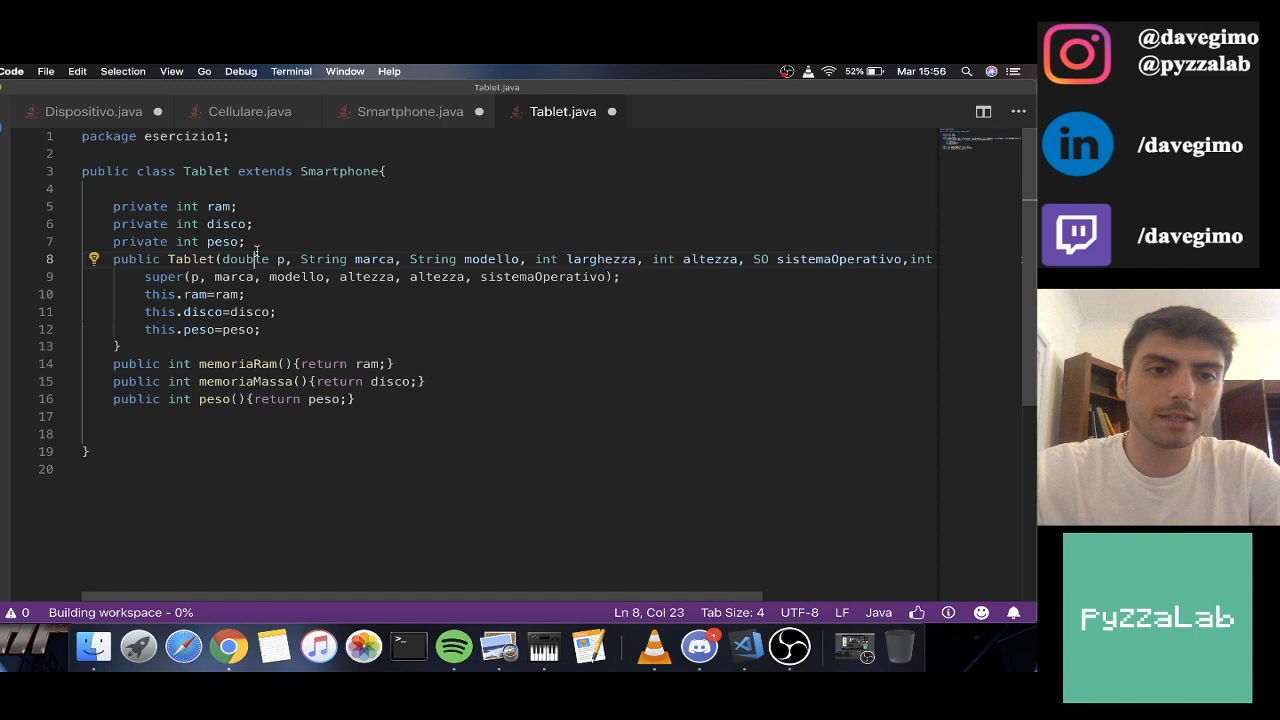 @davegimo
@pyzzalab
/davegimo
/davegimo
PyZZaLab
Code File Edit Selection View Go Debug Terminal Window Help 52% Mar 15:56
Tablet.java
Dispositivo.java Cellulare.java Smartphone.java Tablet.java
1 package esercizio1;
2
3 public class Tablet extends Smartphone{
4
5 private int ram;
6 private int disco;
7 private int peso;
8 public Tablet(double p, String marca, String modello, int larghezza, int altezza, SO sistemaOperativo,int
9 super(p, marca, modello, altezza, altezza, sistemaOperativo);
10 this.ram=ram;
11 this.disco=disco;
12 this.peso=peso;
13 }
14 public int memoriaRam(){return ram;}
15 public int memoriaMassa(){return disco;}
16 public int peso(){return peso;}
17
18
19 }
20
0 Building workspace - 0% Ln 8, Col 23 Tab Size: 4 UTF-8 LF Java
in